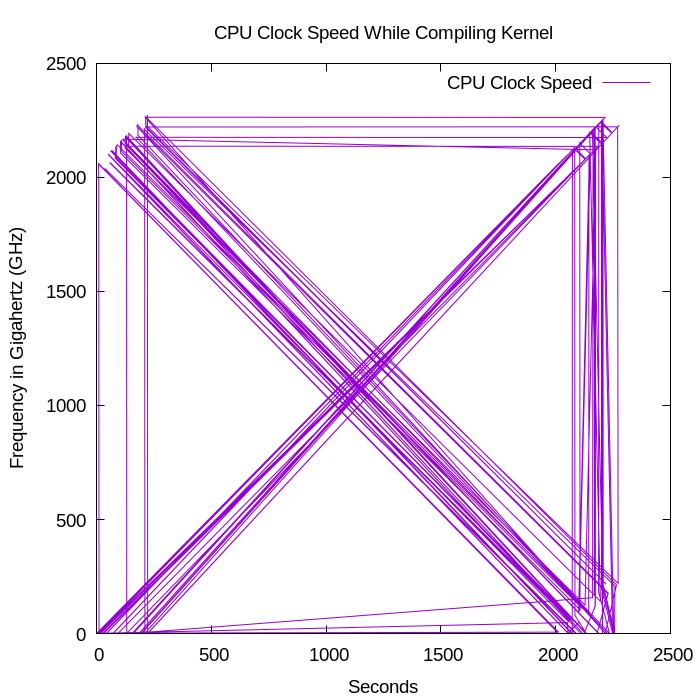 CPU Clock Speed While Compiling Kernel
CPU Clock Speed
2500
2000
1500
1000
500
0
Frequency in Gigahertz (GHz)
0 500 1000 1500 2000 2500
Seconds